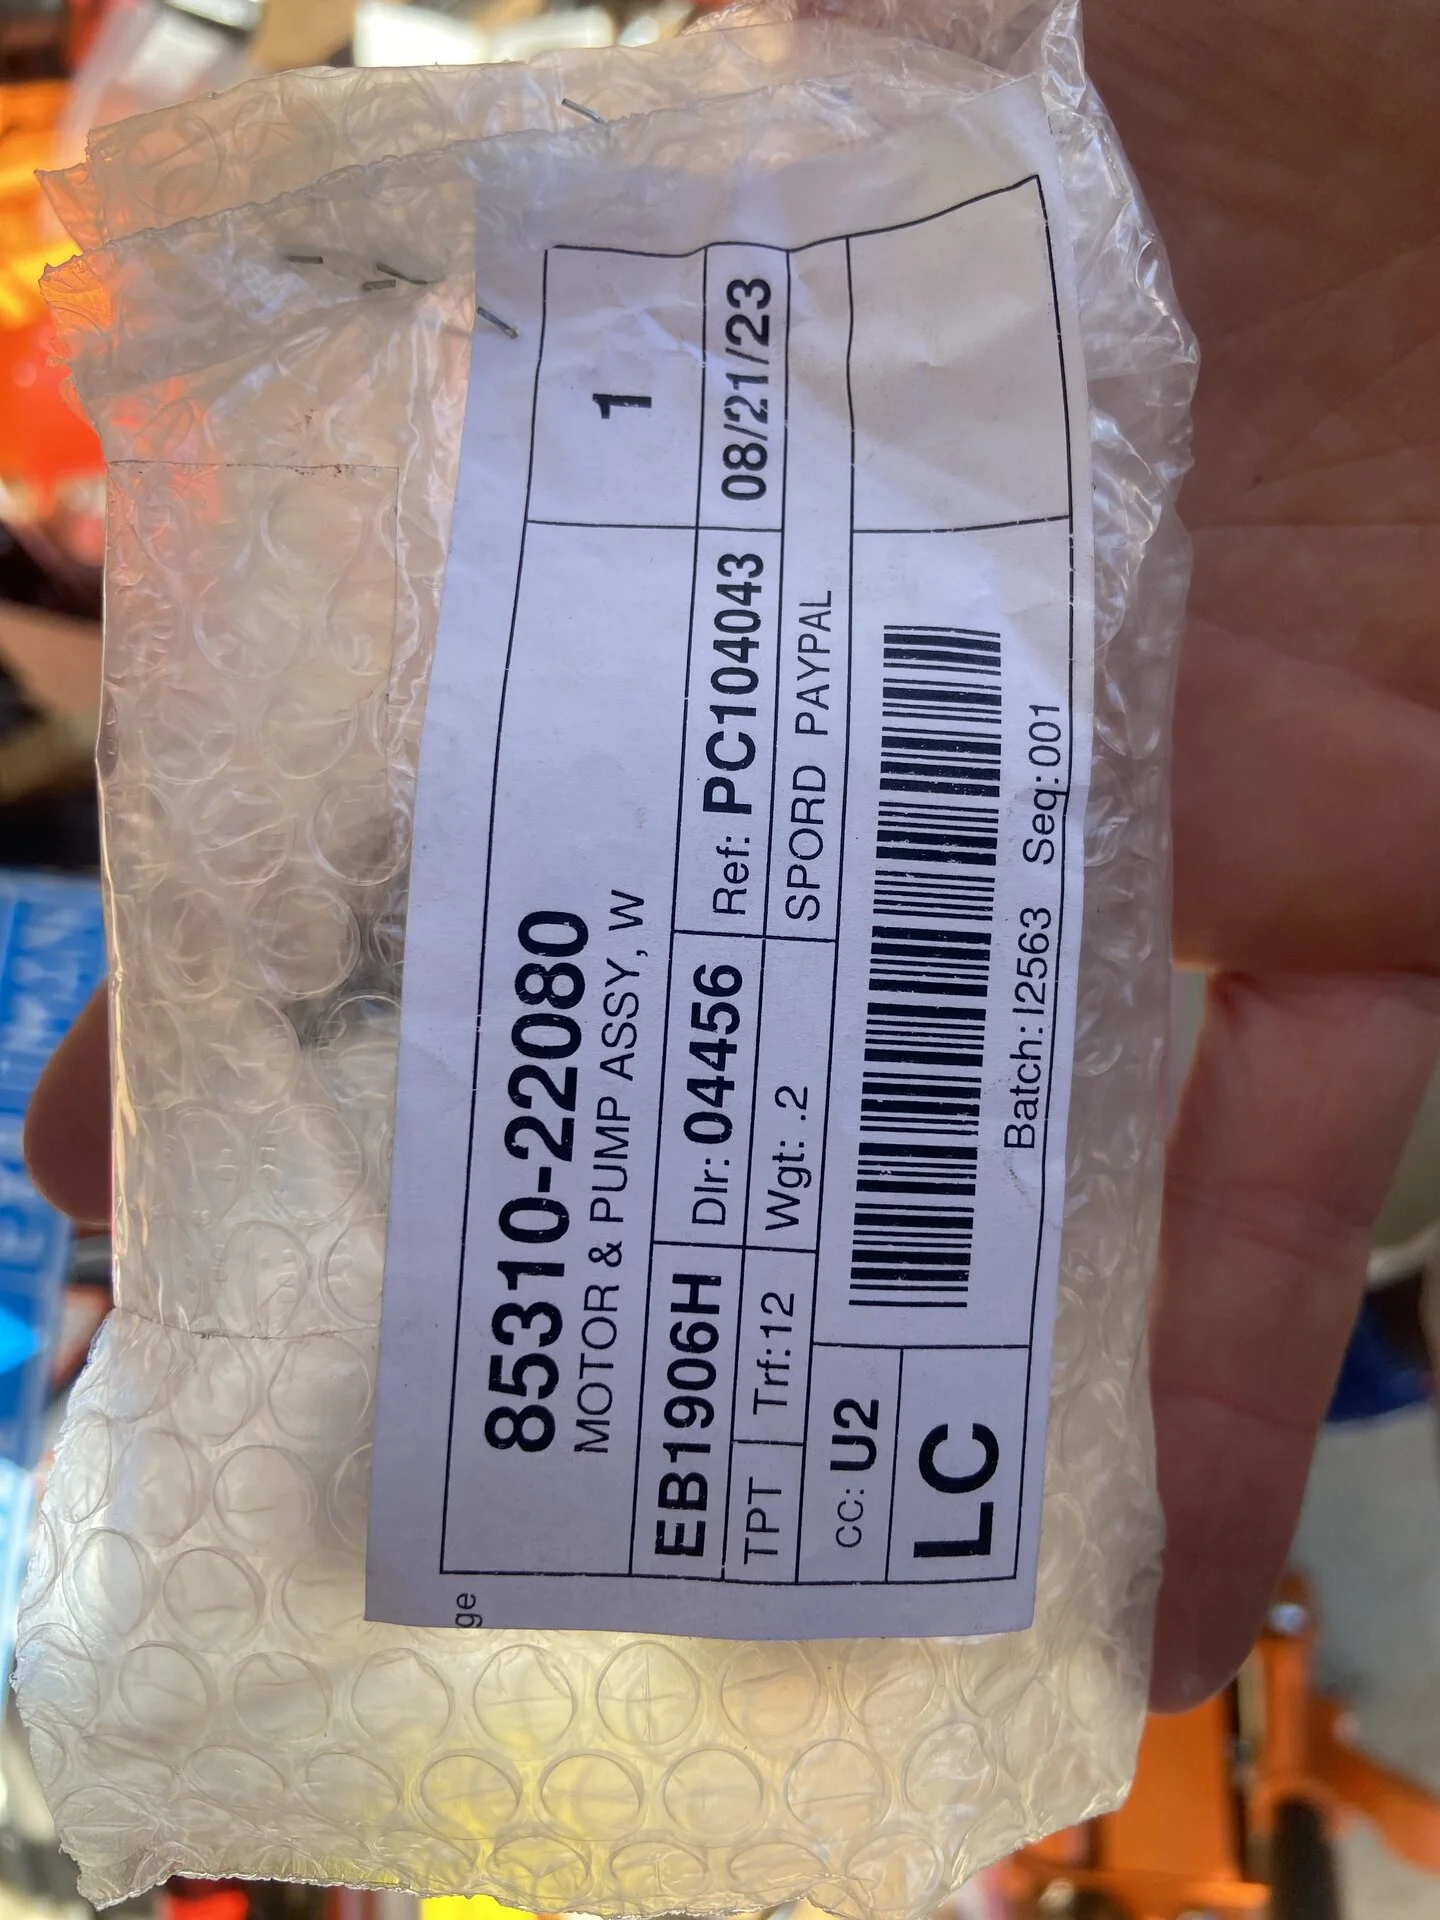 ge
85310-22080
1
MOTOR & PUMP ASSY, W
EB1906H Dlr: 04456 Ref: PC104043 08/21/23
TPT Trf:12 Wgt: .2 SPORD PAYPAL
CC: U2
LC
Batch:I2563 Seq:001